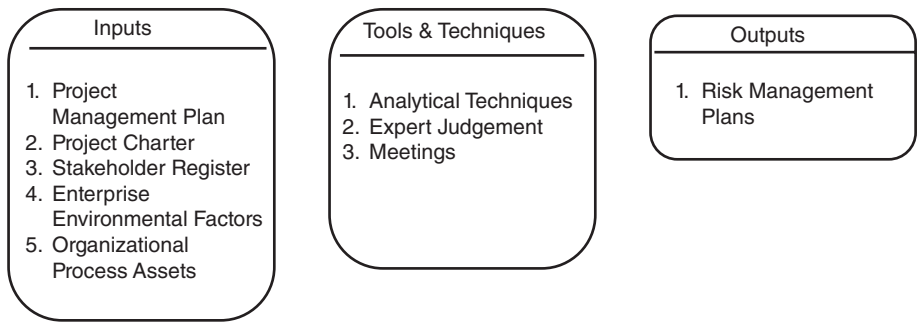 Inputs
1. Project
Management Plan
2. Project Charter
3. Stakeholder Register
4. Enterprise
Environmental Factors
5. Organizational
Process Assets
Tools & Techniques
1. Analytical Techniques
2. Expert Judgement
3. Meetings
Outputs
1. Risk Management
Plans